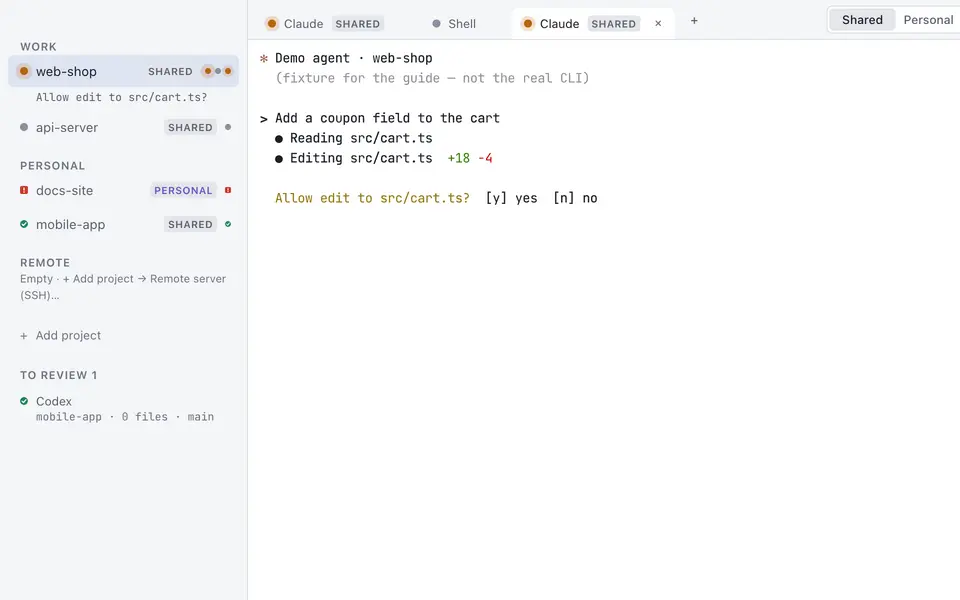 WORK
web-shop SHARED
Allow edit to src/cart.ts?
api-server SHARED
PERSONAL
docs-site PERSONAL
mobile-app SHARED
REMOTE
Empty · + Add project → Remote server
(SSH)…
+ Add project
TO REVIEW 1
Codex
mobile-app · 0 files · main
Claude SHARED Shell Claude SHARED × +
Shared Personal
* Demo agent · web-shop
(fixture for the guide — not the real CLI)
> Add a coupon field to the cart
● Reading src/cart.ts
● Editing src/cart.ts +18 -4
Allow edit to src/cart.ts? [y] yes [n] no